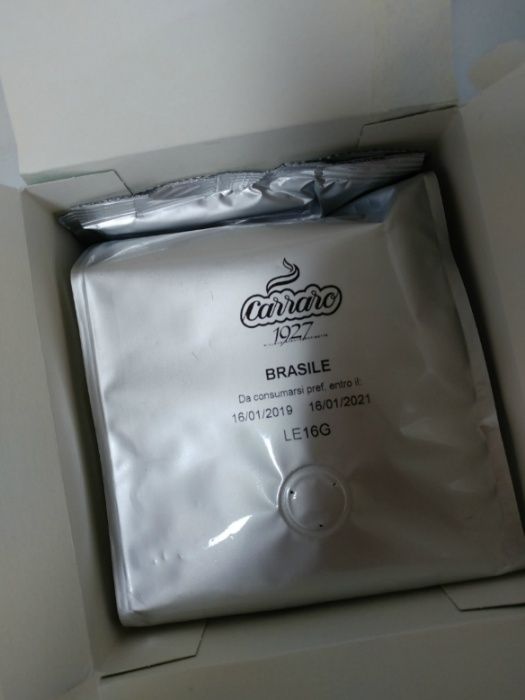 Carraro
1927
BRASILE
Da consumarsi pref. entro il:
16/01/2019 16/01/2021
LE16G